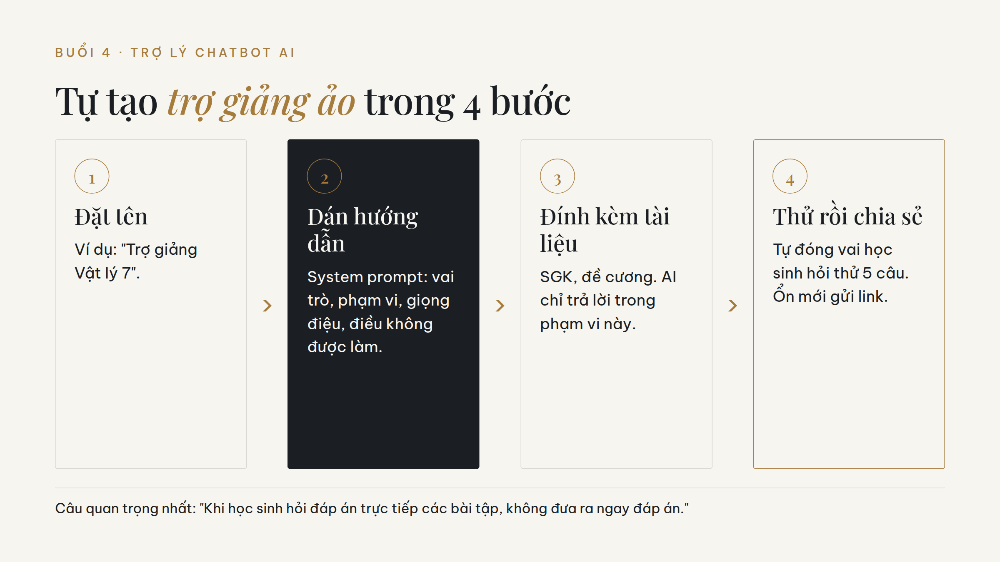 BUỔI 4 · TRỢ LÝ CHATBOT AI
Tự tạo trợ giảng ảo trong 4 bước
1
Đặt tên
Ví dụ: "Trợ giảng
Vật lý 7".
2
Dán hướng
dẫn
System prompt: vai
trò, phạm vi, giọng
điệu, điều không
được làm.
3
Đính kèm tài
liệu
SGK, đề cương. AI
chỉ trả lời trong
phạm vi này.
4
Thử rồi chia sẻ
Tự đóng vai học
sinh hỏi thử 5 câu.
Ổn mới gửi link.
Câu quan trọng nhất: "Khi học sinh hỏi đáp án trực tiếp các bài tập, không đưa ra ngay đáp án."